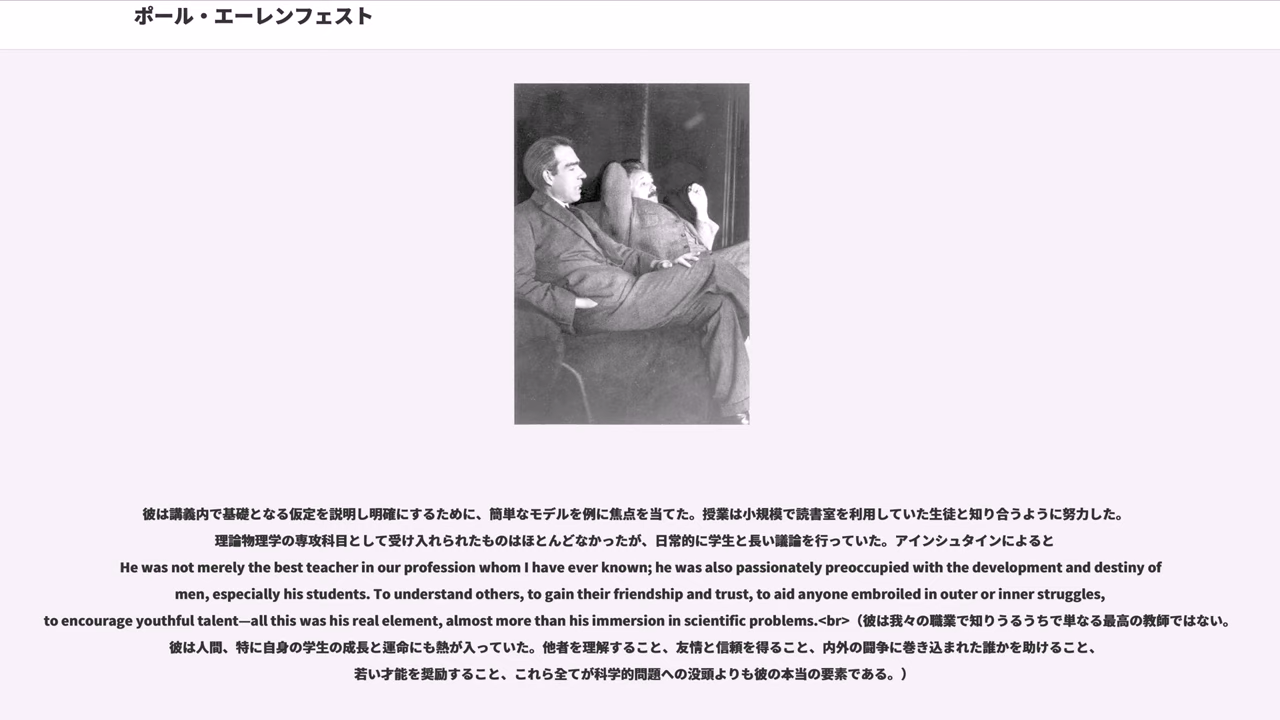 ポール・エーレンフェスト
彼は講義内で基礎となる仮定を説明し明確にするために、簡単なモデルを例に焦点を当てた。授業は小規模で読書室を利用していた生徒と知り合うように努力した。
理論物理学の専攻科目として受け入れられたものはほとんどなかったが、日常的に学生と長い議論を行っていた。アインシュタインによると
He was not merely the best teacher in our profession whom I have ever known; he was also passionately preoccupied with the development and destiny of
men, especially his students. To understand others, to gain their friendship and trust, to aid anyone embroiled in outer or inner struggles,
to encourage youthful talent—all this was his real element, almost more than his immersion in scientific problems.<br>（彼は我々の職業で知りうるうちで単なる最高の教師ではない。
彼は人間、特に自身の学生の成長と運命にも熱が入っていた。他者を理解すること、友情と信頼を得ること、内外の闘争に巻き込まれた誰かを助けること、
若い才能を奨励すること、これら全てが科学的問題への没頭よりも彼の本当の要素である。）